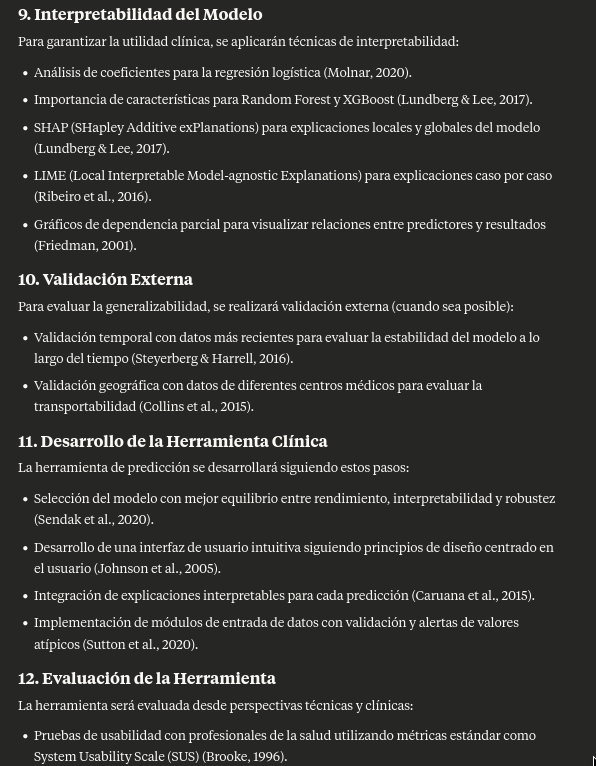 9. Interpretabilidad del Modelo
Para garantizar la utilidad clínica, se aplicarán técnicas de interpretabilidad:
• Análisis de coeficientes para la regresión logística (Molnar, 2020).
• Importancia de características para Random Forest y XGBoost (Lundberg & Lee, 2017).
• SHAP (SHapley Additive exPlanations) para explicaciones locales y globales del modelo
(Lundberg & Lee, 2017).
• LIME (Local Interpretable Model-agnostic Explanations) para explicaciones caso por caso
(Ribeiro et al., 2016).
• Gráficos de dependencia parcial para visualizar relaciones entre predictores y resultados
(Friedman, 2001).
10. Validación Externa
Para evaluar la generalizabilidad, se realizará validación externa (cuando sea posible):
• Validación temporal con datos más recientes para evaluar la estabilidad del modelo a lo
largo del tiempo (Steyerberg & Harrell, 2016).
• Validación geográfica con datos de diferentes centros médicos para evaluar la
transportabilidad (Collins et al., 2015).
11. Desarrollo de la Herramienta Clínica
La herramienta de predicción se desarrollará siguiendo estos pasos:
• Selección del modelo con mejor equilibrio entre rendimiento, interpretabilidad y robustez
(Sendak et al., 2020).
• Desarrollo de una interfaz de usuario intuitiva siguiendo principios de diseño centrado en
el usuario (Johnson et al., 2005).
• Integración de explicaciones interpretables para cada predicción (Caruana et al., 2015).
• Implementación de módulos de entrada de datos con validación y alertas de valores
atípicos (Sutton et al., 2020).
12. Evaluación de la Herramienta
La herramienta será evaluada desde perspectivas técnicas y clínicas:
• Pruebas de usabilidad con profesionales de la salud utilizando métricas estándar como
System Usability Scale (SUS) (Brooke, 1996).